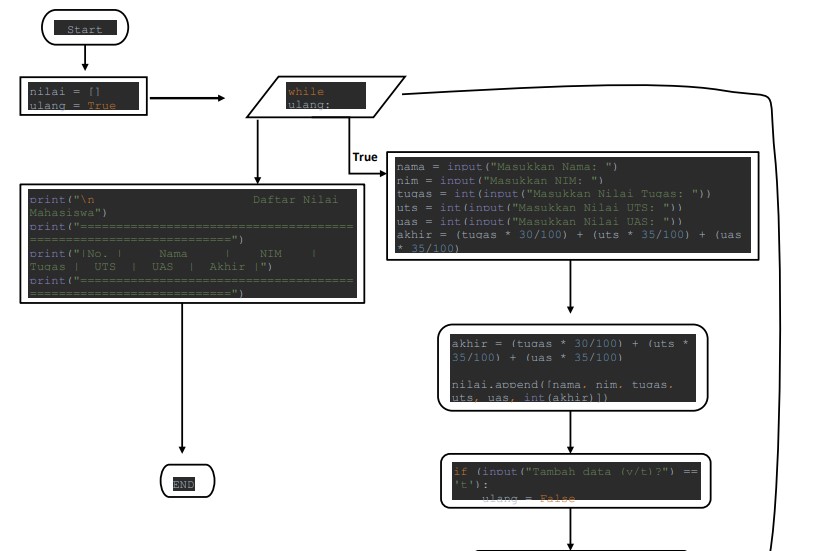 Start
nilai = []
ulang = True
while
ulang:
True
nama = input("Masukkan Nama: ")
nim = input("Masukkan NIM: ")
tugas = int(input("Masukkan Nilai Tugas: "))
uts = int(input("Masukkan Nilai UTS: "))
uas = int(input("Masukkan Nilai UAS: "))
akhir = (tugas * 30/100) + (uts * 35/100) + (uas
* 35/100)
print("\n Daftar Nilai
Mahasiswa")
print("====================================
============================")
print("|No. | Nama | NIM |
Tugas | UTS | UAS | Akhir |")
print("====================================
============================")
akhir = (tugas * 30/100) + (uts *
35/100) + (uas * 35/100)
nilai.append([nama, nim, tugas,
uts, uas, int(akhir)])
if (input("Tambah data (y/t)?") ==
't'):
ulang = False
END